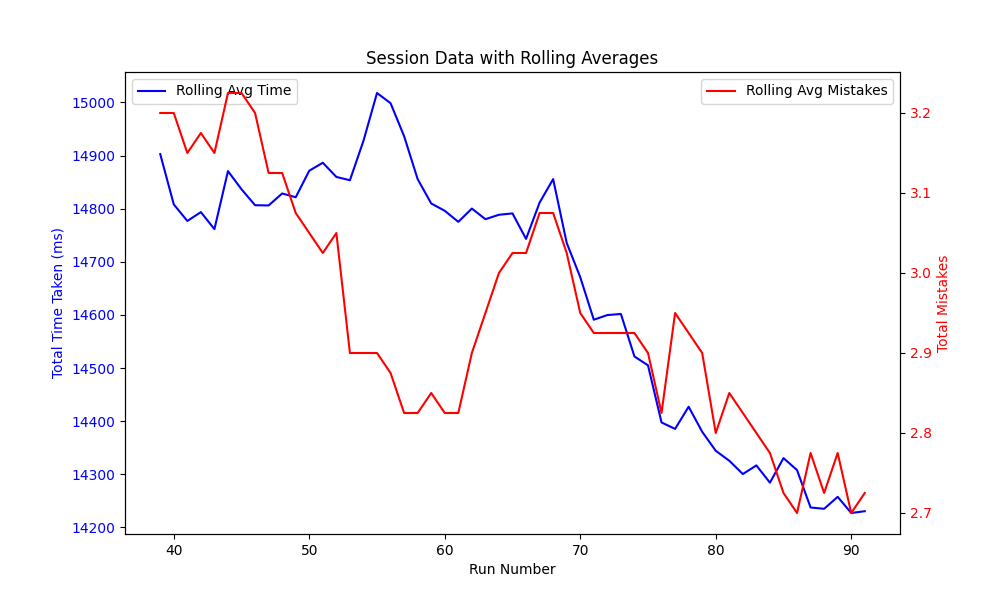 Session Data with Rolling Averages
Rolling Avg Time
Rolling Avg Mistakes
15000
14900
14800
14700
14600
14500
14400
14300
14200
Total Time Taken (ms)
3.2
3.1
3.0
2.9
2.8
2.7
Total Mistakes
40 50 60 70 80 90
Run Number